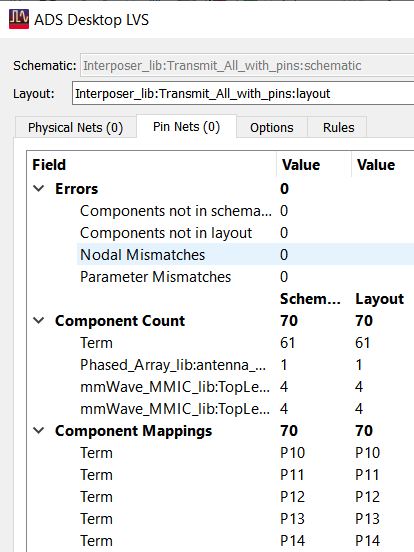 ADS Desktop LVS
Schematic: Interposer_lib:Transmit_All_with_pins:schematic
Layout: Interposer_lib:Transmit_All_with_pins:layout
Physical Nets (0) Pin Nets (0) Options Rules
Field Value Value
Errors 0
Components not in schema... 0
Components not in layout 0
Nodal Mismatches 0
Parameter Mismatches 0
Schem... Layout
Component Count 70 70
Term 61 61
Phased_Array_lib:antenna_... 1 1
mmWave_MMIC_lib:TopLe... 4 4
mmWave_MMIC_lib:TopLe... 4 4
Component Mappings 70 70
Term P10 P10
Term P11 P11
Term P12 P12
Term P13 P13
Term P14 P14